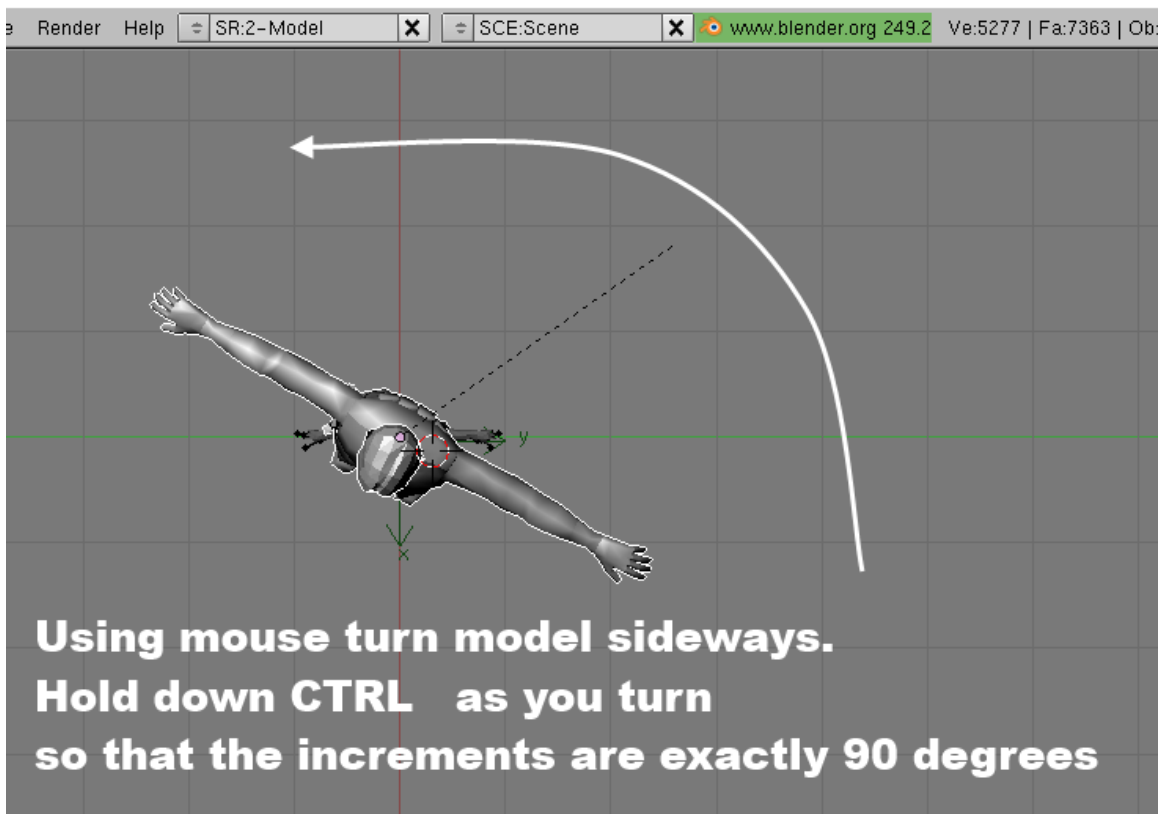 e Render Help SR:2-Model SCE:Scene www.blender.org 249.2 Ve:5277 | Fa:7363 | Ob:
y
x
Using mouse turn model sideways.
Hold down CTRL as you turn
so that the increments are exactly 90 degrees